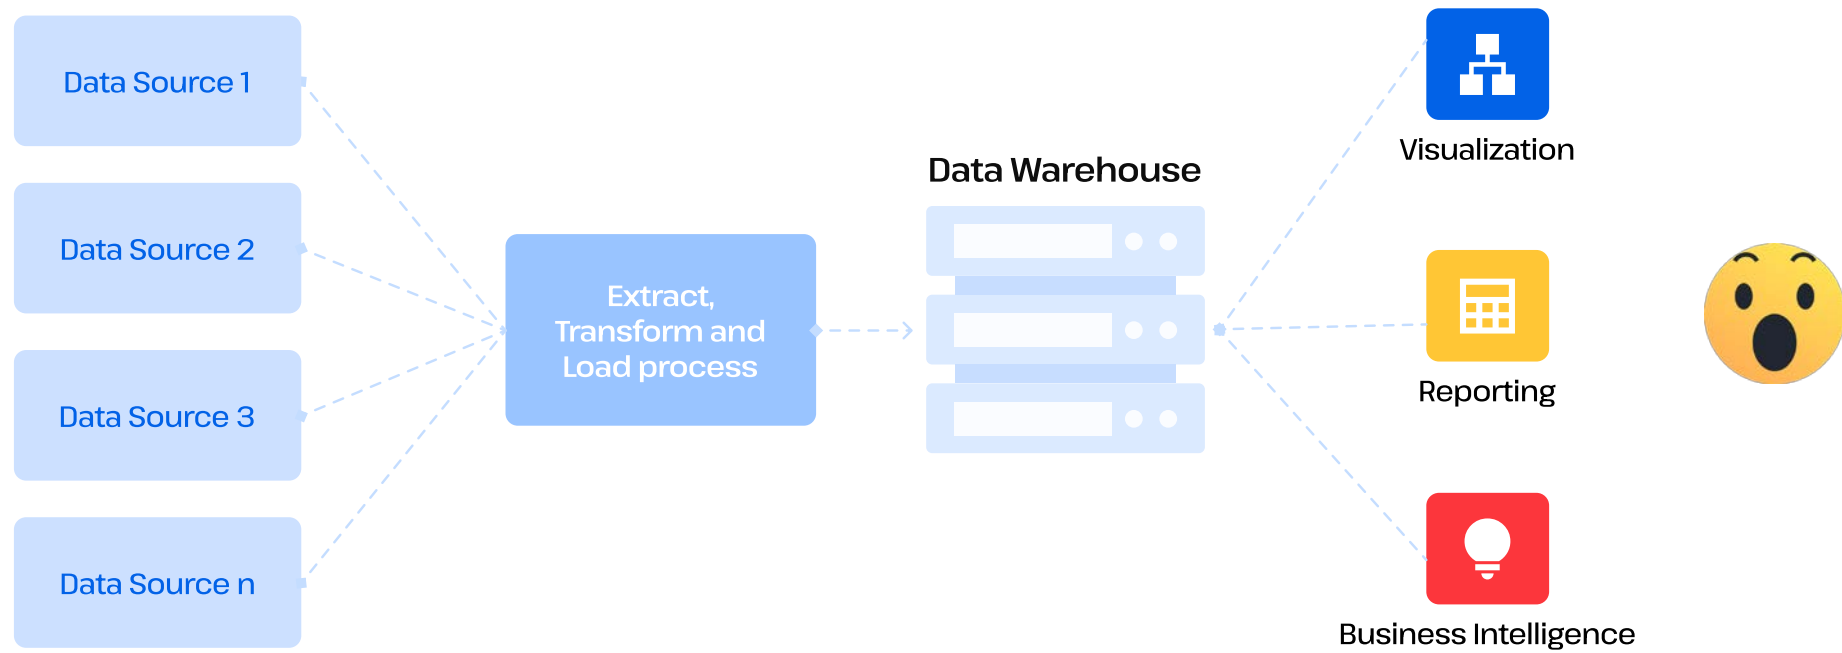 Data Source 1
Data Source 2
Data Source 3
Data Source n
Extract,
Transform and
Load process
Data Warehouse
Visualization
Reporting
Business Intelligence